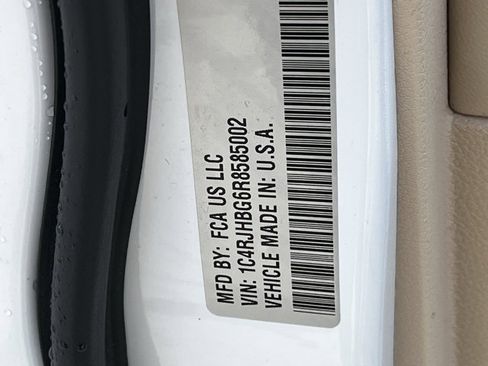 MFD BY: FCA US LLC
VIN: 1C4RJHBG6R8585002
VEHICLE MADE IN: U.S.A.